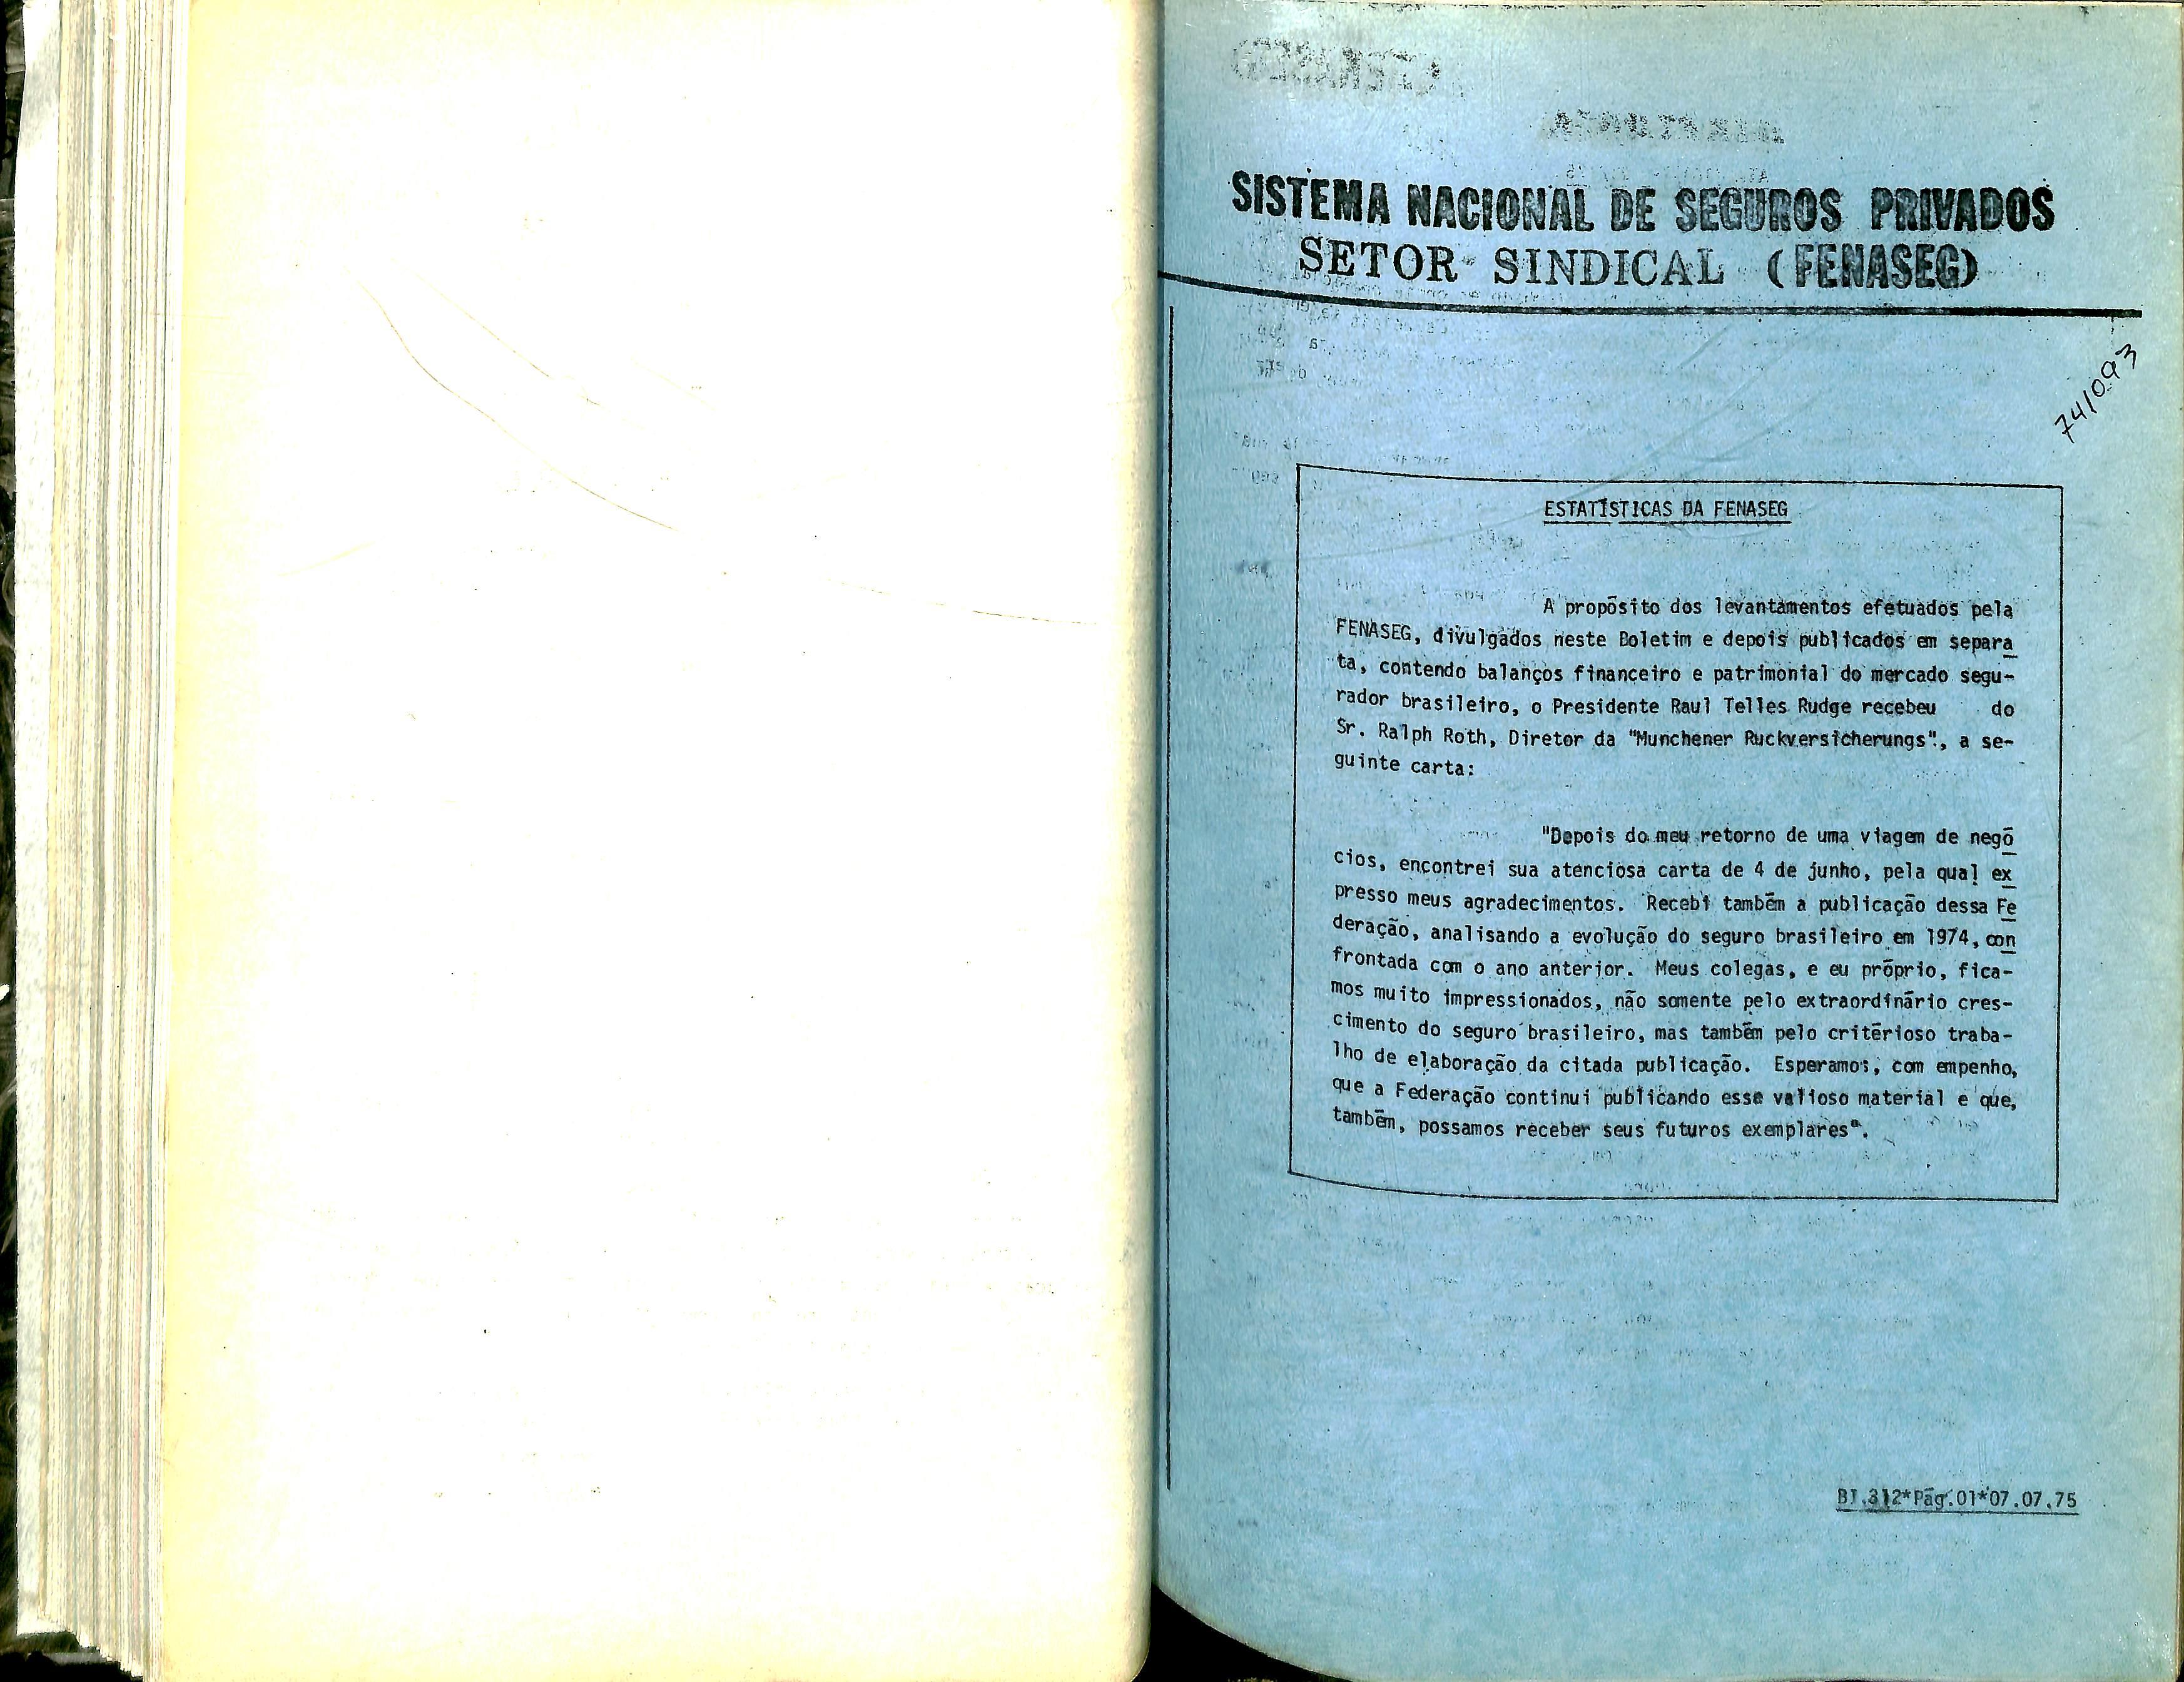 SISTEMA NACIONAL DE SEGUROS PRIVADOS
SETOR SINDICAL (FENASEG)
741093
ESTATÍSTICAS DA FENASEG
A propósito dos levantamentos efetuados pela
FENASEG, divulgados neste Boletim e depois publicados em separa
ta, contendo balanços financeiro e patrimonial do mercado segu-
rador brasileiro, o Presidente Raul Telles Rudge recebeu do
Sr. Ralph Roth, Diretor da "Munchener Ruckversicherungs", a se-
guinte carta:
"Depois do meu retorno de uma viagem de negó
cios, encontrei sua atenciosa carta de 4 de junho, pela qual ex
presso meus agradecimentos. Recebi também a publicação dessa Fe
deração, analisando a evolução do seguro brasileiro em 1974, con
frontada com o ano anterior. Meus colegas, e eu próprio, fica-
mos muito impressionados, não somente pelo extraordinário cres-
cimento do seguro brasileiro, mas também pelo critérioso traba-
lho de elaboração da citada publicação. Esperamos, com empenho,
que a Federação continui publicando esse valioso material e que,
também, possamos receber seus futuros exemplares".
BI.312*Pág.01*07.07.75